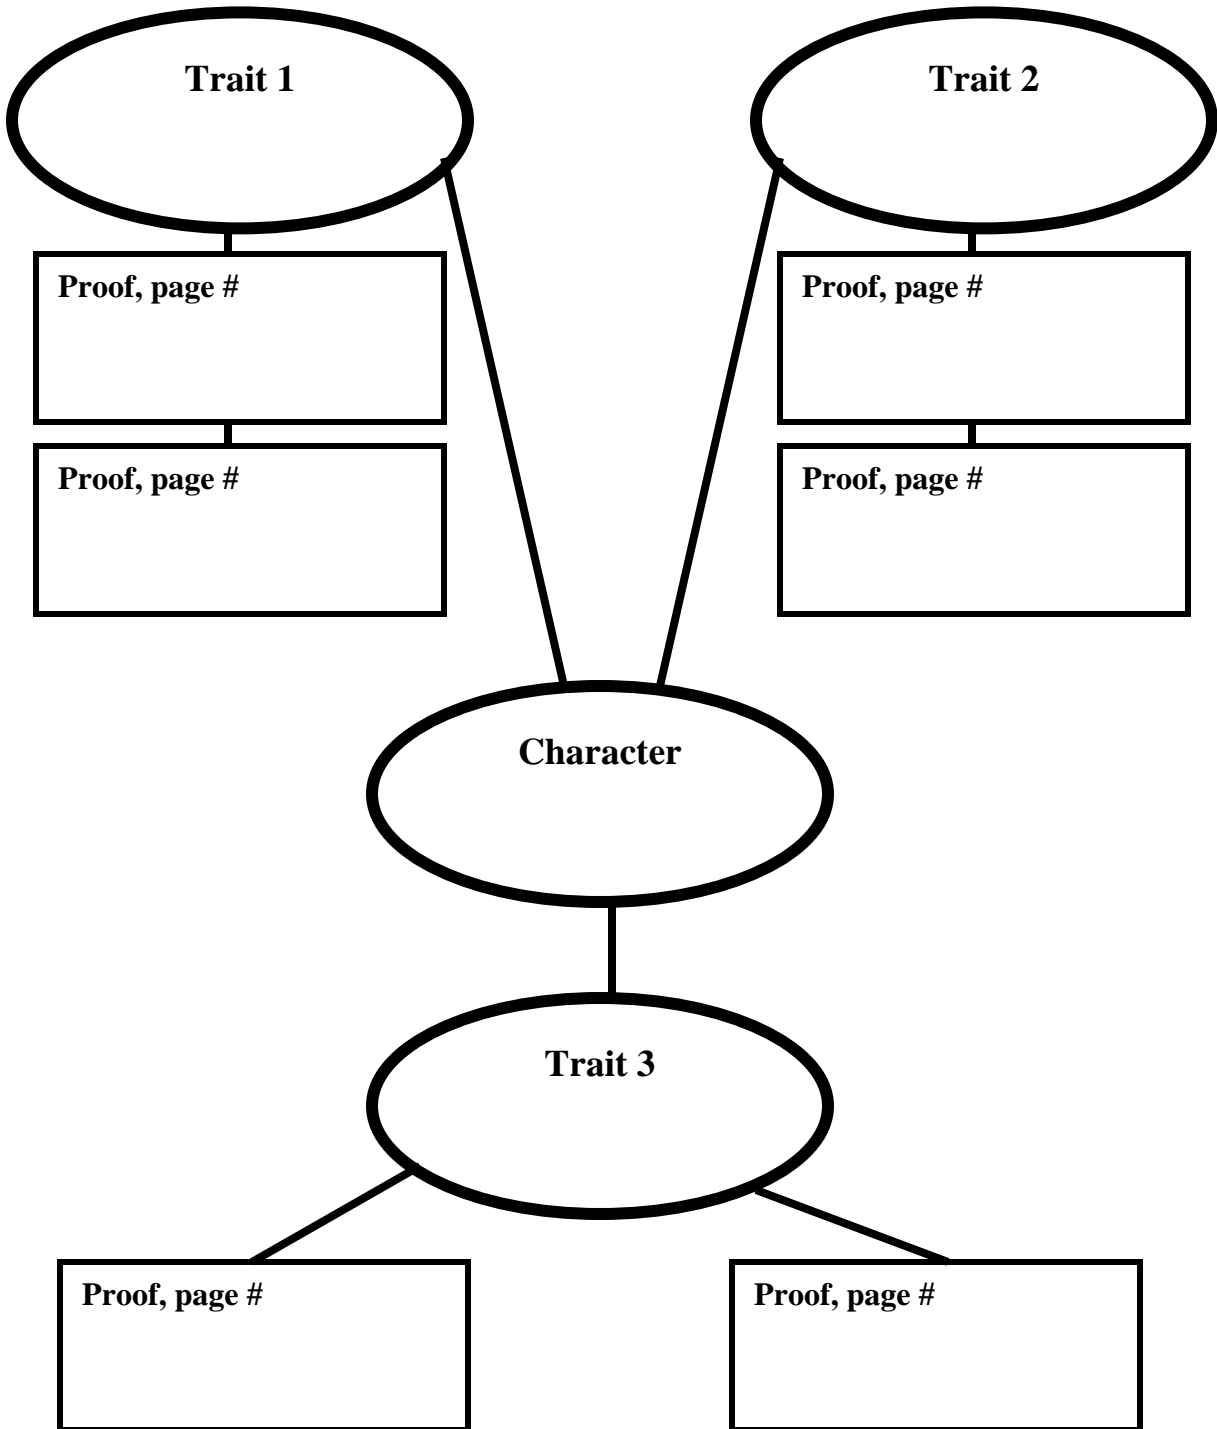 Trait 1
Trait 2
Proof, page #
Proof, page #
Proof, page #
Proof, page #
Character
Trait 3
Proof, page #
Proof, page #